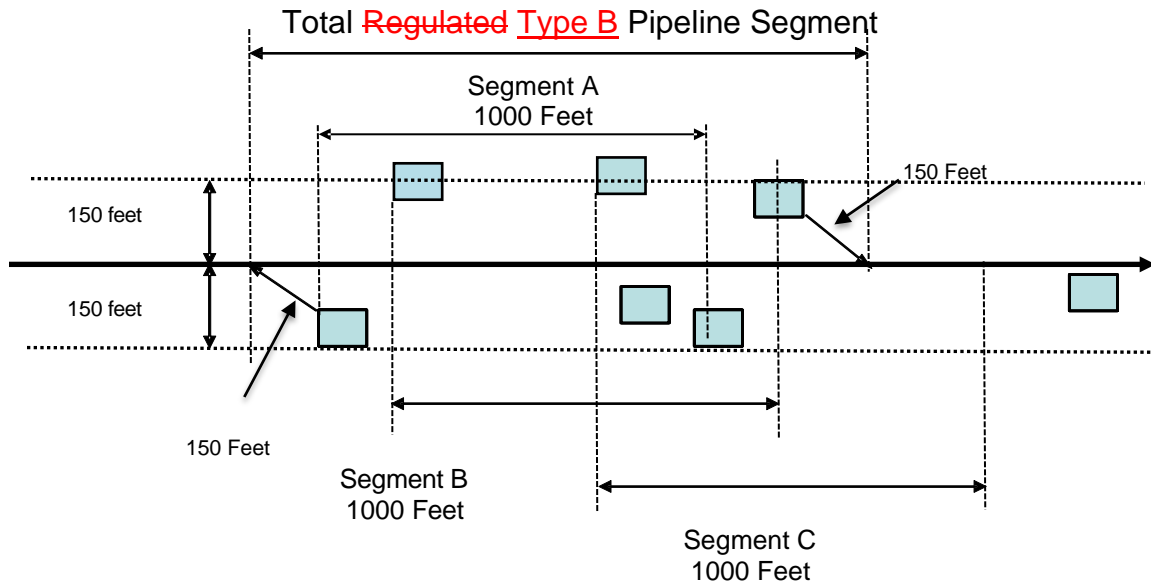 Total Regulated Type B Pipeline Segment
Segment A
1000 Feet
150 Feet
150 feet
150 feet
150 Feet
Segment B
1000 Feet
Segment C
1000 Feet